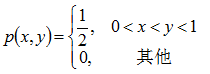 p(x,y)={1/2, 0<x<y<1
0, 其他